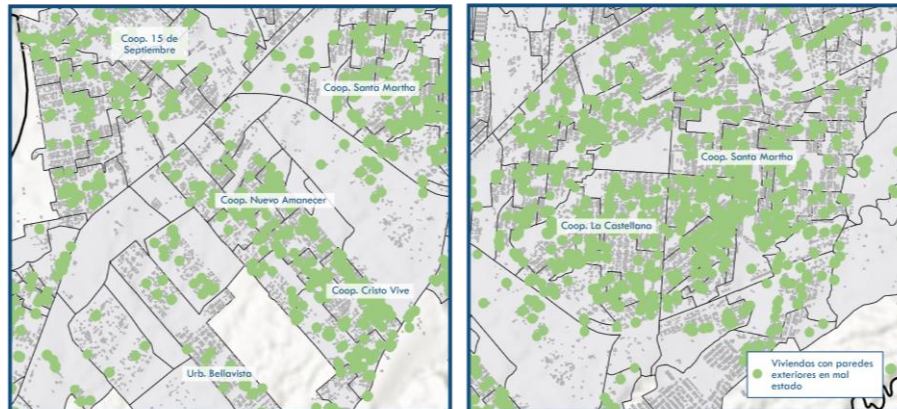 Coop. 15 de
Septiembre
Coop. Santa Martha
Coop. Nuevo Amanecer
Coop. Cristo Vive
Urb. Bellavista
Coop. Santa Martha
Coop. La Castellana
Viviendas con paredes
exteriores en mal
estado